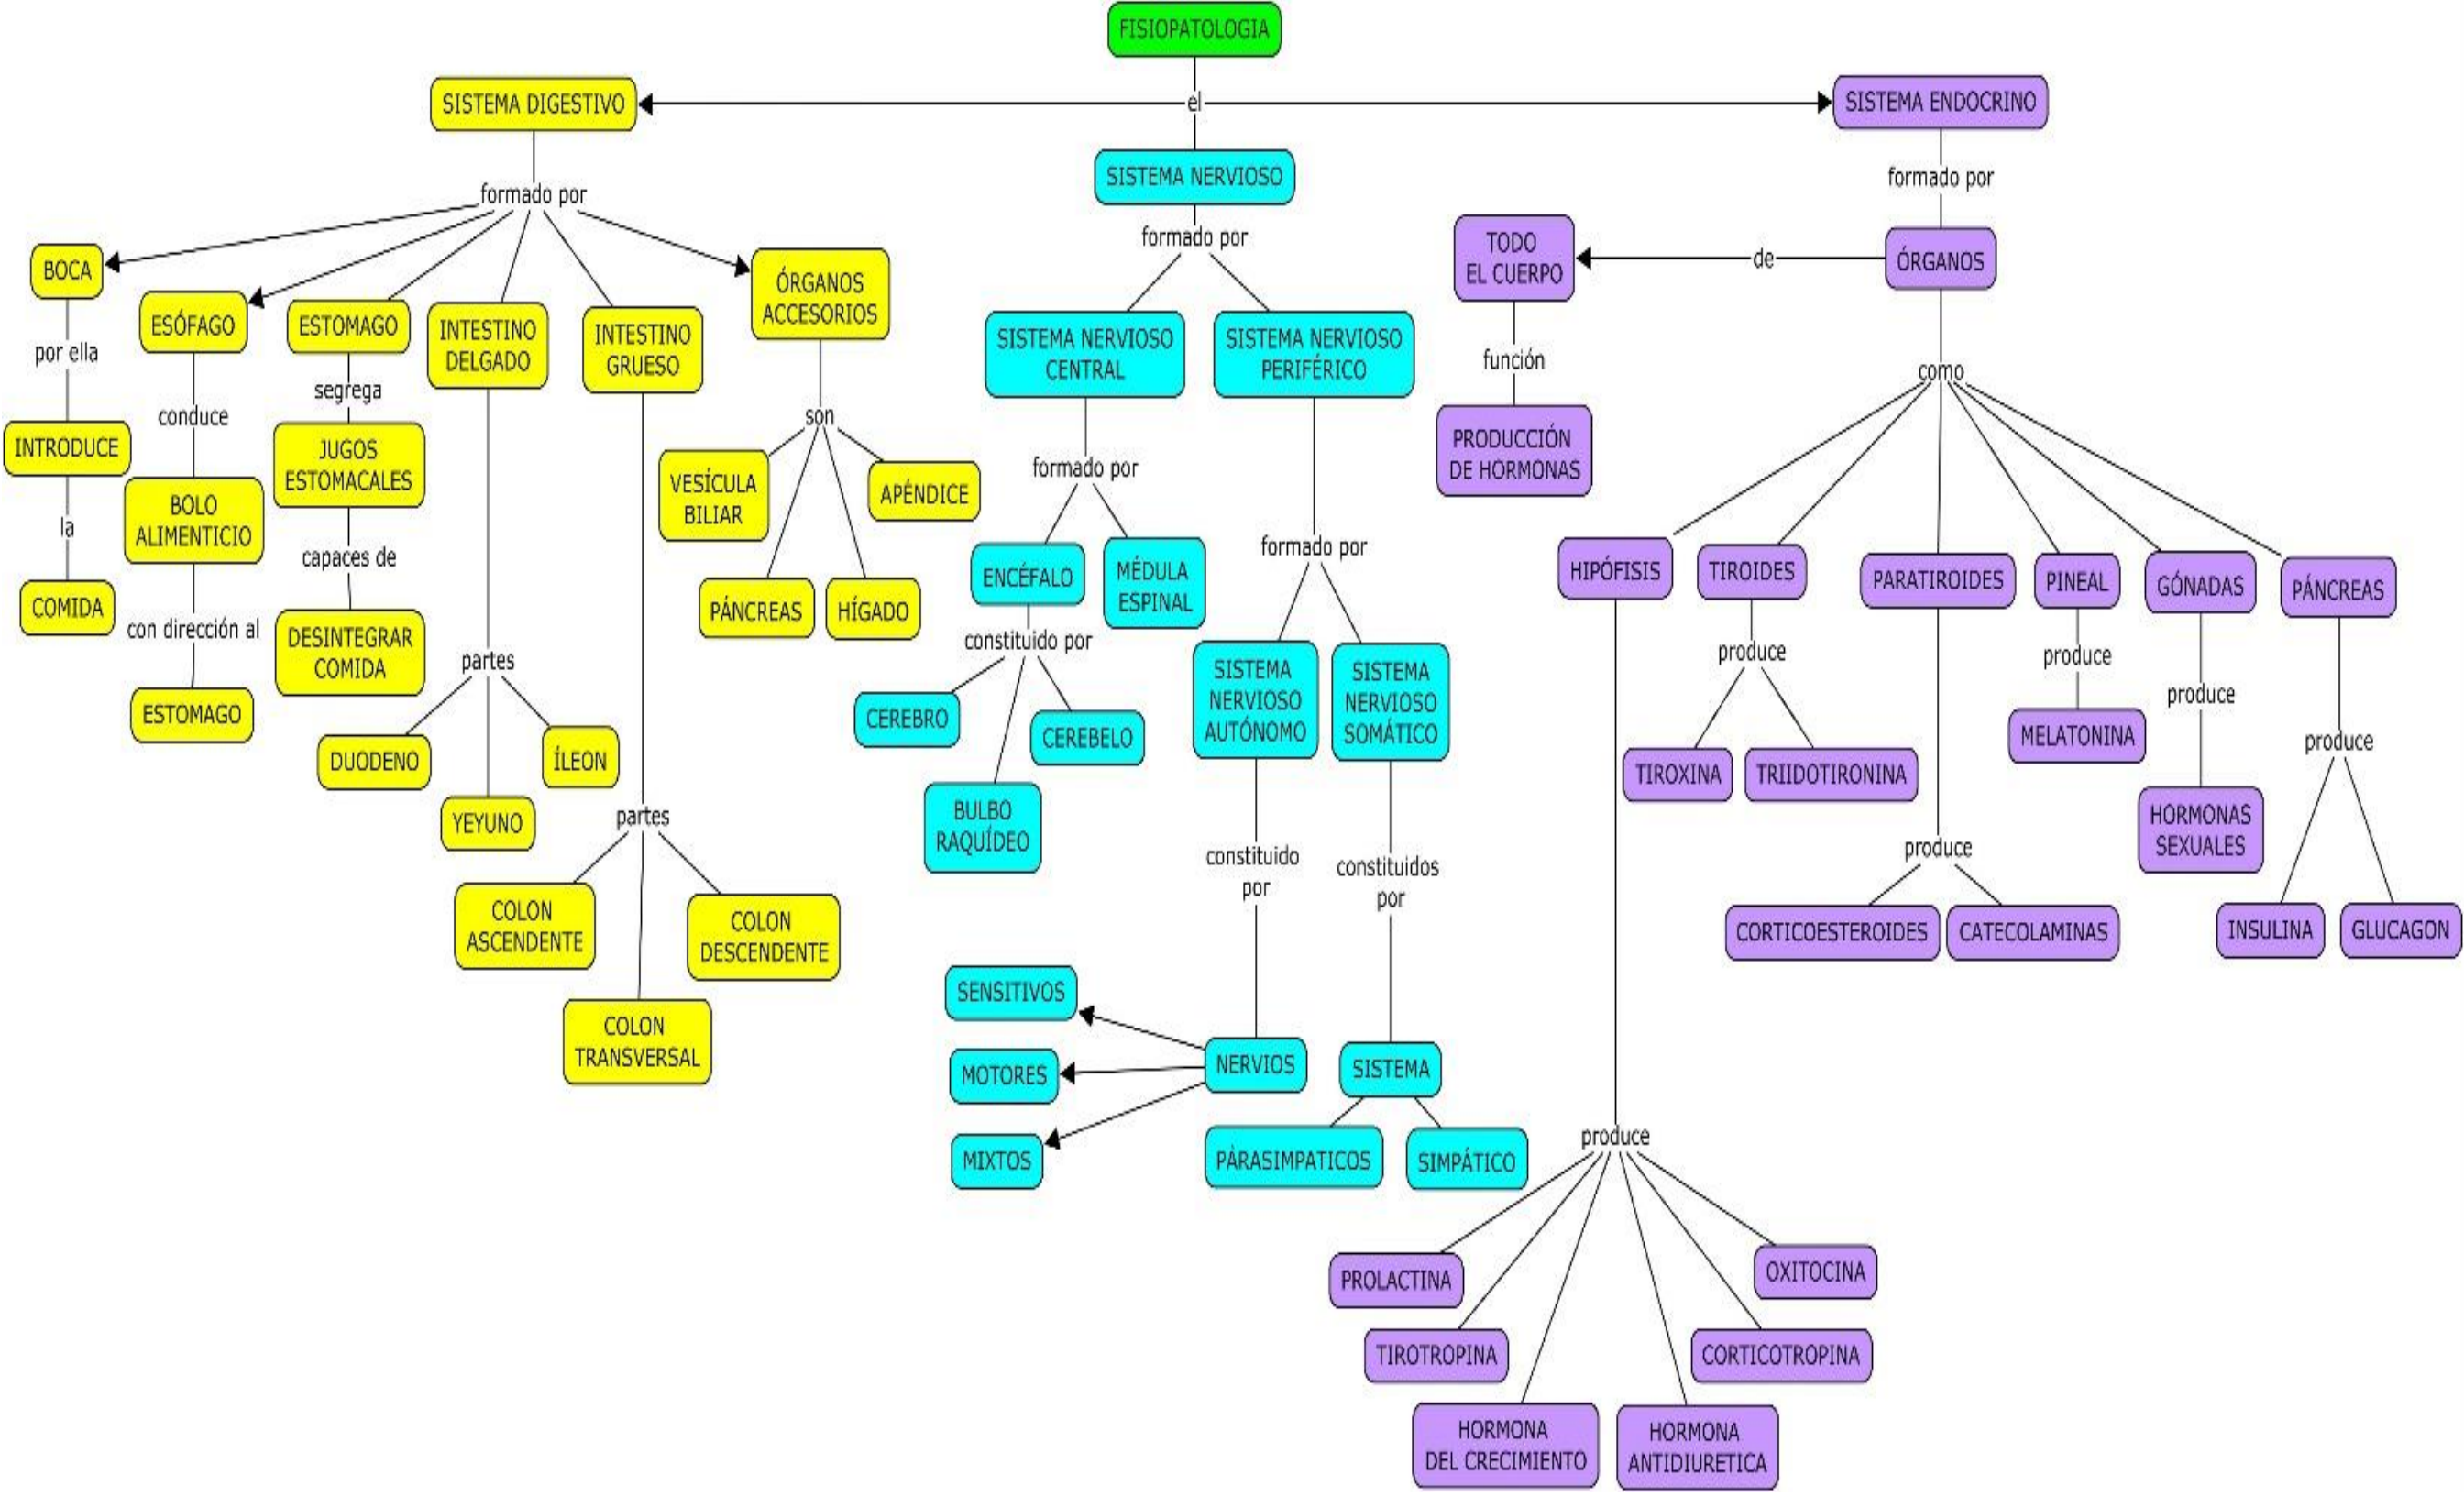 FISIOPATOLOGIA
el
SISTEMA DIGESTIVO
formado por
BOCA
por ella
INTRODUCE
la
COMIDA
ESÓFAGO
conduce
BOLO
ALIMENTICIO
con dirección al
ESTOMAGO
ESTOMAGO
segrega
JUGOS
ESTOMACALES
capaces de
DESINTEGRAR
COMIDA
INTESTINO
DELGADO
partes
DUODENO
YEYUNO
ÍLEON
INTESTINO
GRUESO
partes
COLON
ASCENDENTE
COLON
TRANSVERSAL
COLON
DESCENDENTE
ÓRGANOS
ACCESORIOS
son
VESÍCULA
BILIAR
PÁNCREAS
HÍGADO
APÉNDICE
SISTEMA NERVIOSO
formado por
SISTEMA NERVIOSO
CENTRAL
formado por
ENCÉFALO
MÉDULA
ESPINAL
constituido por
CEREBRO
BULBO
RAQUÍDEO
CEREBELO
SISTEMA NERVIOSO
PERIFÉRICO
formado por
SISTEMA
NERVIOSO
AUTÓNOMO
constituido
por
NERVIOS
SENSITIVOS
MOTORES
MIXTOS
SISTEMA
NERVIOSO
SOMÁTICO
constituidos
por
SISTEMA
PÁRASIMPATICOS
SIMPÁTICO
SISTEMA ENDOCRINO
formado por
ÓRGANOS
de
TODO
EL CUERPO
función
PRODUCCIÓN
DE HORMONAS
como
HIPÓFISIS
produce
PROLACTINA
TIROTROPINA
HORMONA
DEL CRECIMIENTO
HORMONA
ANTIDIURETICA
CORTICOTROPINA
OXITOCINA
TIROIDES
produce
TIROXINA
TRIIDOTIRONINA
PARATIROIDES
produce
CORTICOESTEROIDES
CATECOLAMINAS
PINEAL
produce
MELATONINA
GÓNADAS
produce
HORMONAS
SEXUALES
PÁNCREAS
produce
INSULINA
GLUCAGON